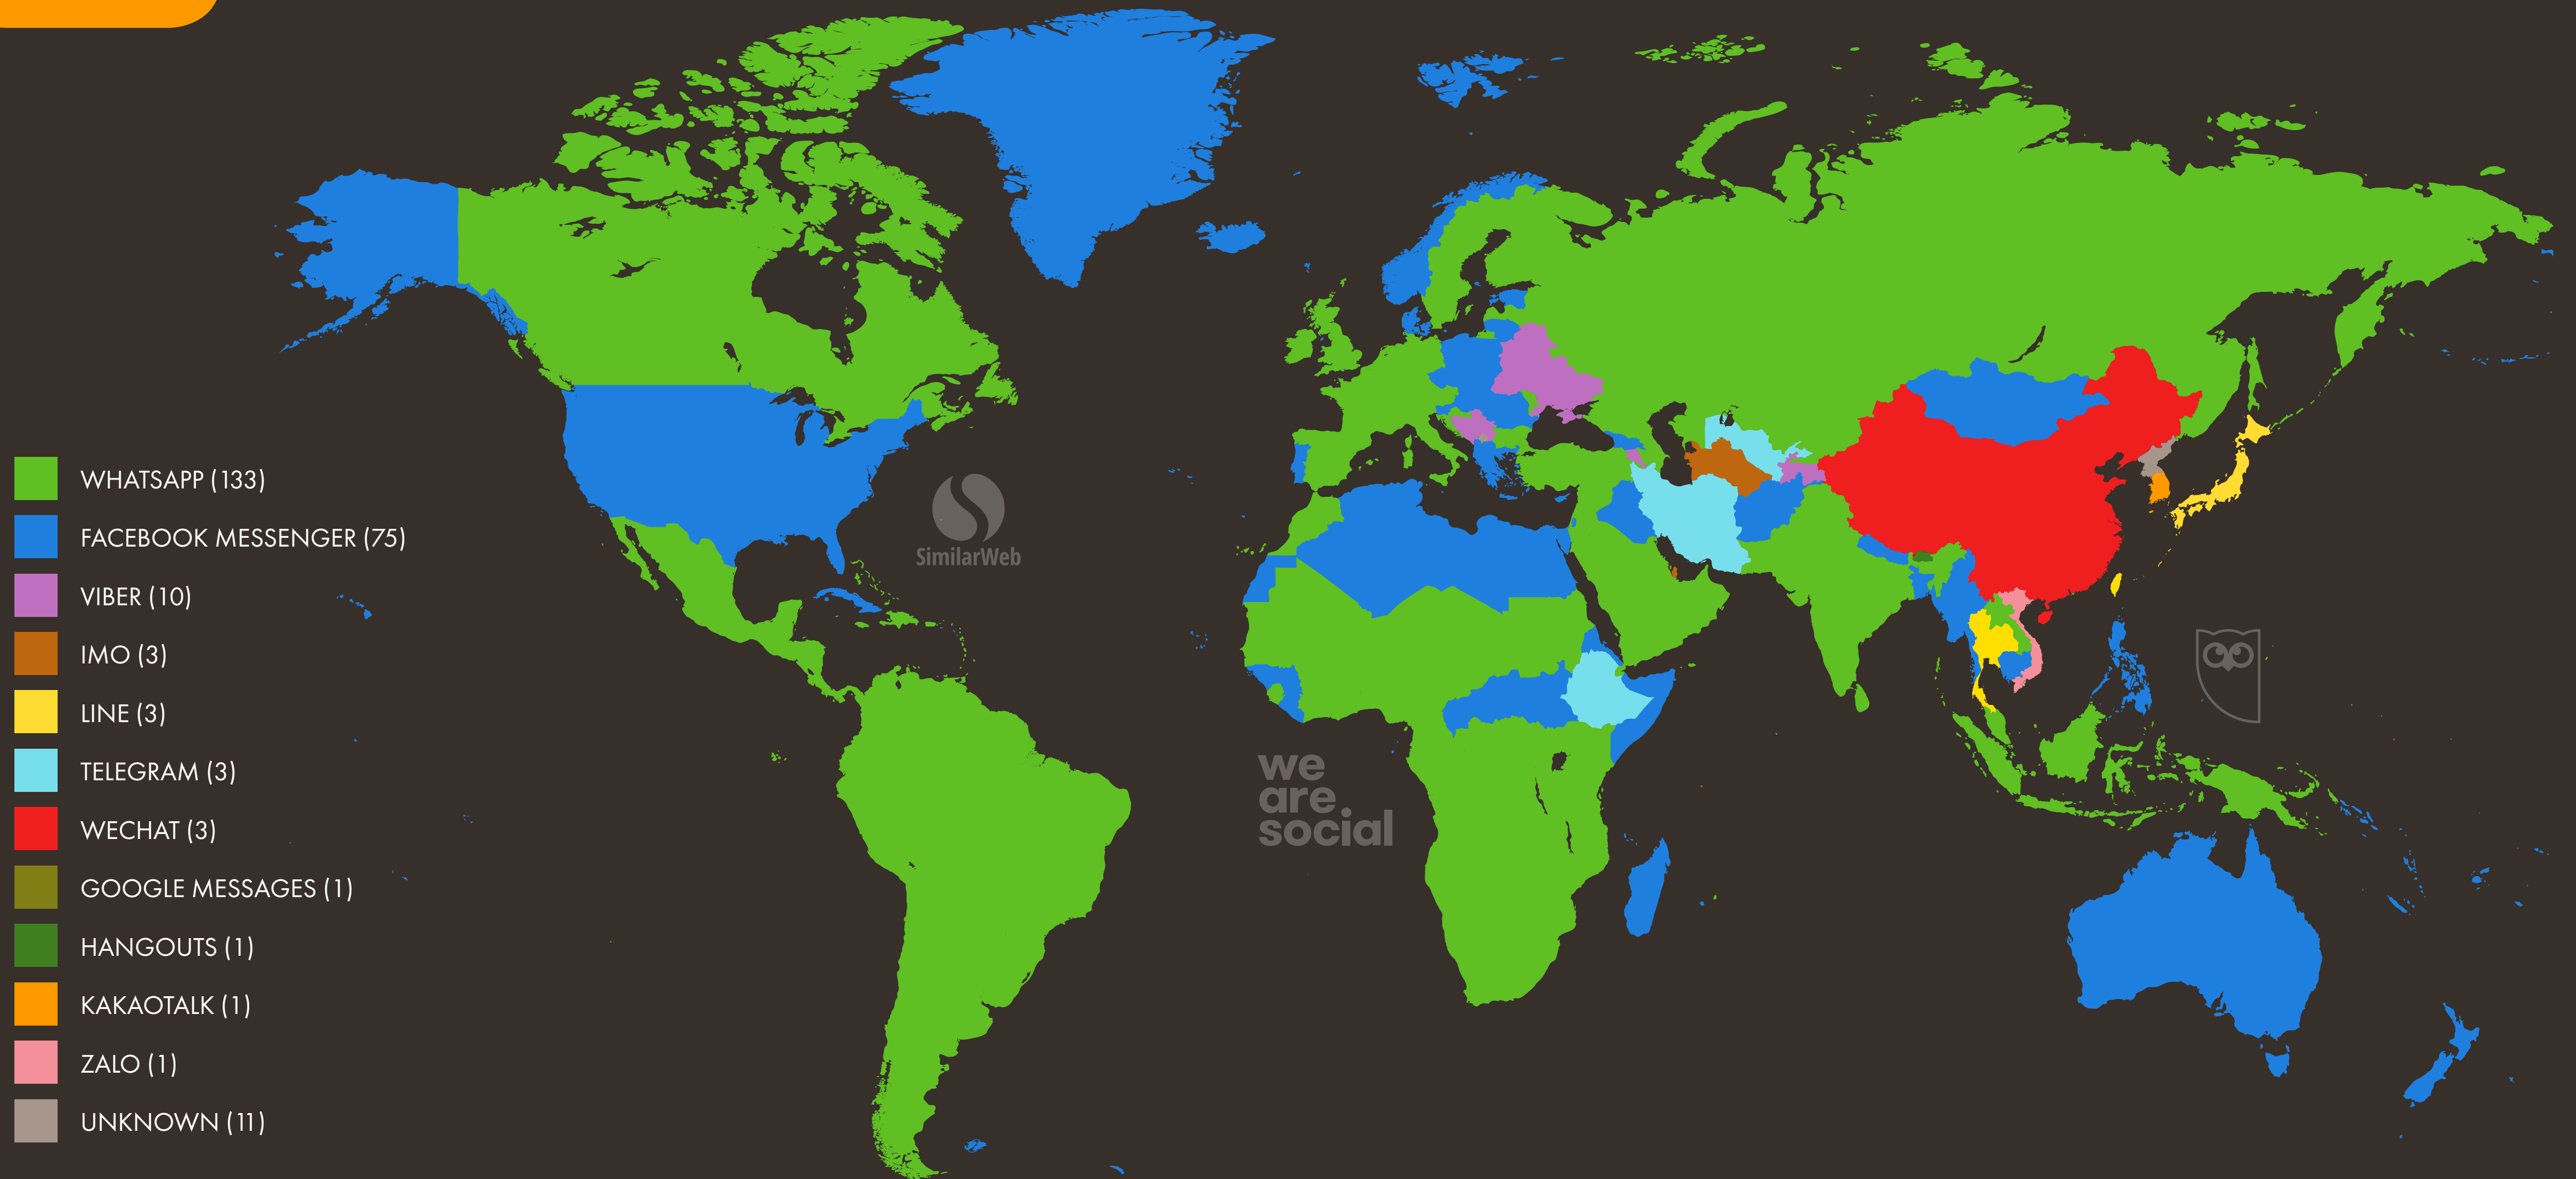 WHATSAPP (133)
FACEBOOK MESSENGER (75)
VIBER (10)
IMO (3)
LINE (3)
TELEGRAM (3)
WECHAT (3)
GOOGLE MESSAGES (1)
HANGOUTS (1)
KAKAOTALK (1)
ZALO (1)
UNKNOWN (11)
SimilarWeb
we
are
social